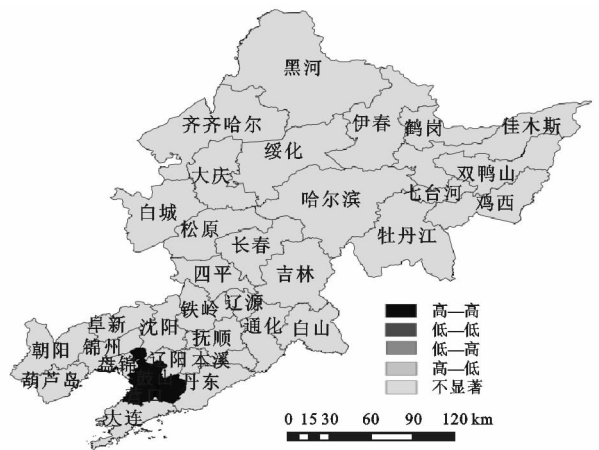 黑河
齐齐哈尔
伊春
鹤岗
佳木斯
绥化
大庆
双鸭山
七台河
鸡西
哈尔滨
白城
松原
牡丹江
长春
四平
吉林
铁岭
辽源
阜新
沈阳
抚顺
通化
白山
朝阳
锦州
盘锦
辽阳
本溪
葫芦岛
丹东
大连
高—高
低—低
低—高
高—低
不显著
0 15 30 60 90 120 km